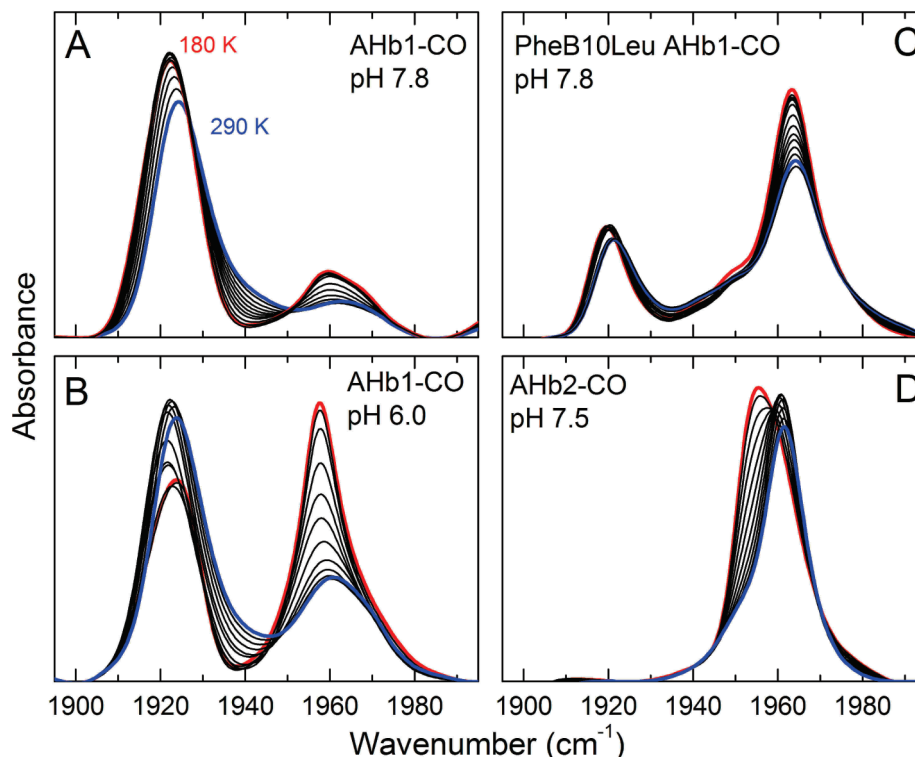 A
180 K
290 K
AHb1-CO
pH 7.8
PheB10Leu AHb1-CO
pH 7.8
C
B
AHb1-CO
pH 6.0
AHb2-CO
pH 7.5
D
Absorbance
1900 1920 1940 1960 1980
1900 1920 1940 1960 1980
Wavenumber (cm⁻¹)